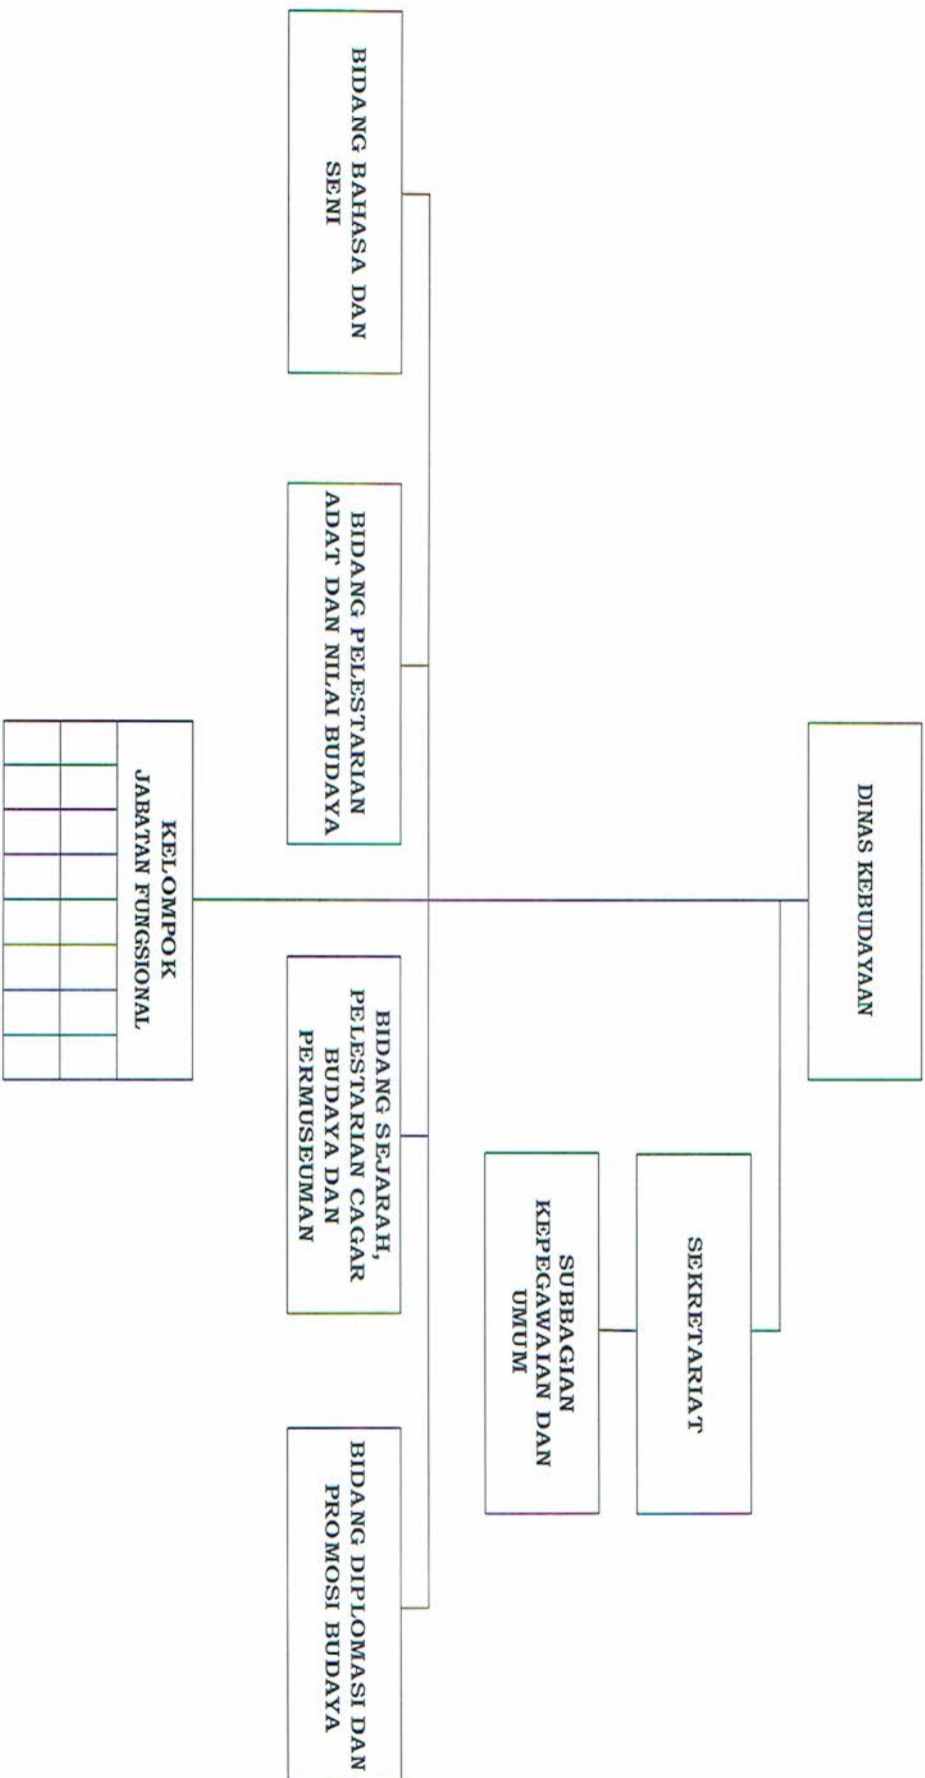 DINAS KEBUDAYAAN
SEKRETARIAT
SUBBAGIAN
KEPEGAWAIAN DAN
UMUM
BIDANG BAHASA DAN
SENI
BIDANG PELESTARIAN
ADAT DAN NILAI BUDAYA
BIDANG SEJARAH,
PELESTARIAN CAGAR
BUDAYA DAN
PERMUSEUMAN
BIDANG DIPLOMASI DAN
PROMOSI BUDAYA
KELOMPOK
JABATAN FUNGSIONAL